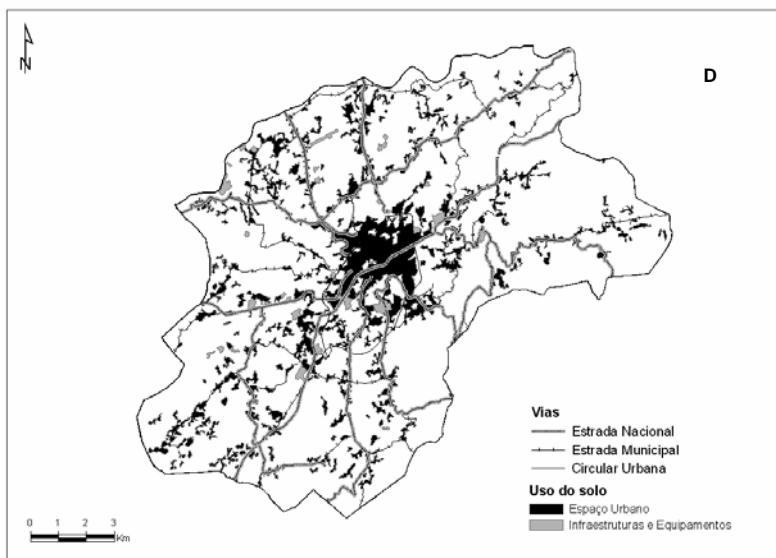 N
D
Vias
Estrada Nacional
Estrada Municipal
Circular Urbana
Uso do solo
Espaço Urbano
Infraestruturas e Equipamentos
0 1 2 3
Km